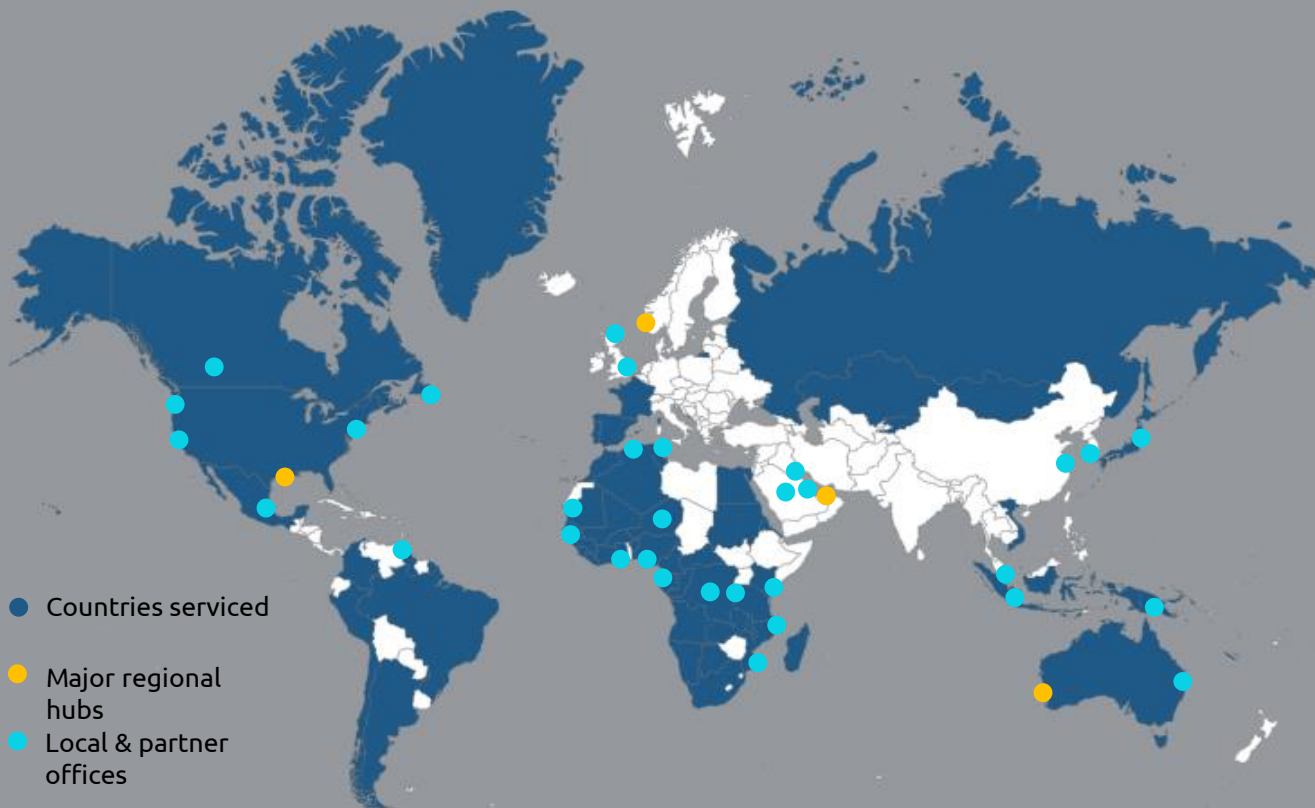 Countries serviced
Major regional
hubs
Local & partner
offices